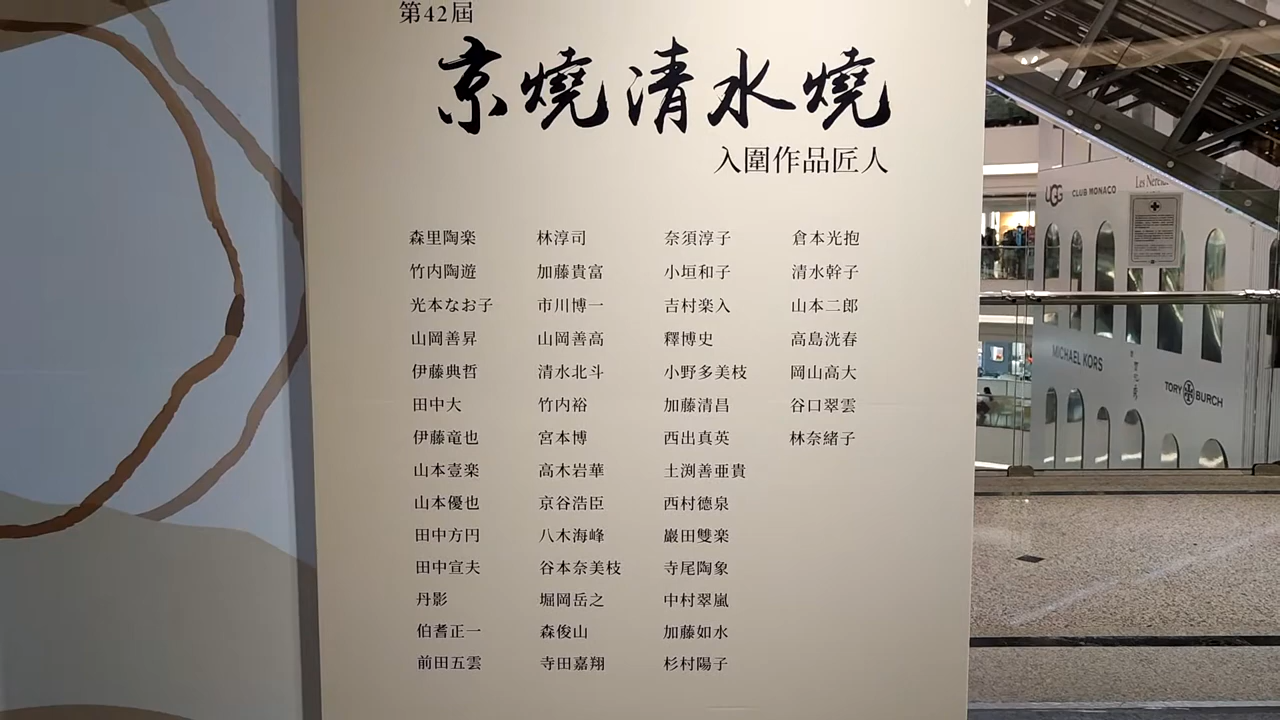 第42屆
京燒清水燒
入圍作品匠人
森里陶楽
竹内陶遊
光本なお子
山岡善昇
伊藤典哲
田中大
伊藤竜也
山本壹楽
山本優也
田中方円
田中宣夫
丹影
伯耆正一
前田五雲
林淳司
加藤貴富
市川博一
山岡善高
清水北斗
竹内裕
宮本博
高木岩華
京谷浩臣
八木海峰
谷本奈美枝
堀岡岳之
森俊山
寺田嘉翔
奈須淳子
小垣和子
吉村楽入
釋博史
小野多美枝
加藤清昌
西出真英
土渕善亜貴
西村德泉
巖田雙楽
寺尾陶象
中村翠嵐
加藤如水
杉村陽子
倉本光抱
清水幹子
山本二郎
高島洸春
岡山高大
谷口翠雲
林奈緒子
UGG
CLUB MONACO
MICHAEL KORS
TORY BURCH